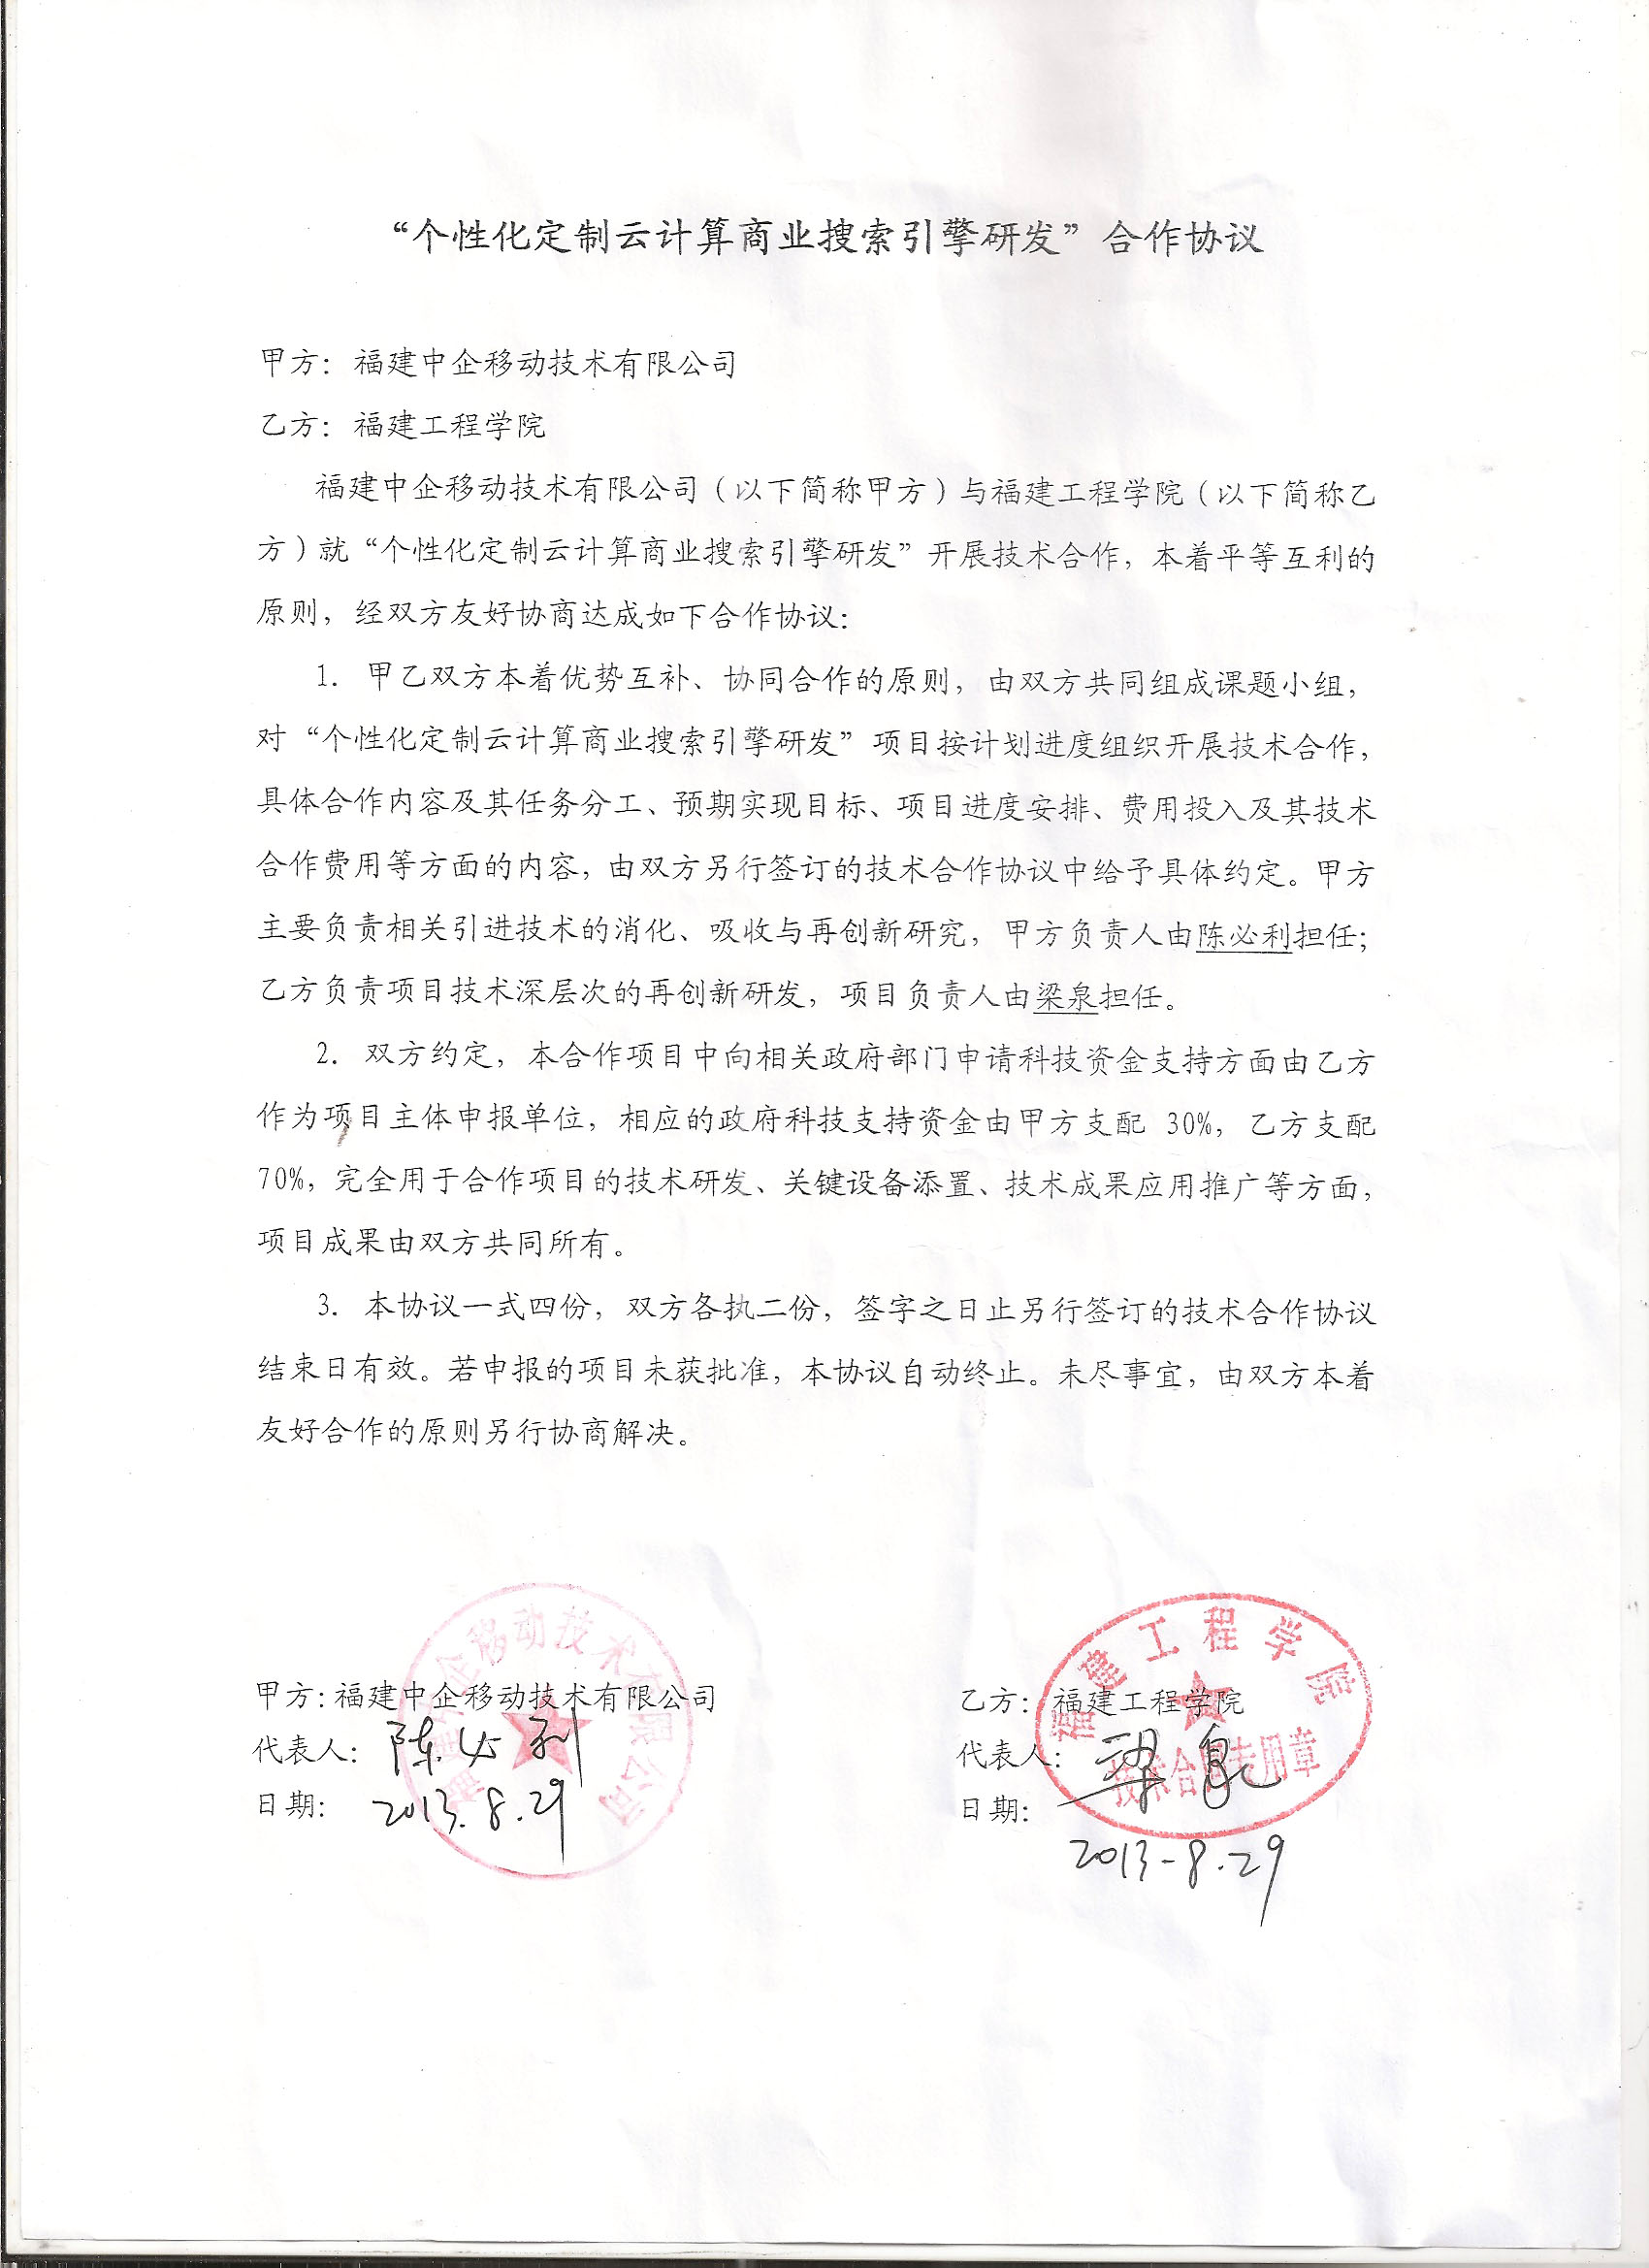 “个性化定制云计算商业搜索引擎研发”合作协议
甲方：福建中企移动技术有限公司
乙方：福建工程学院
福建中企移动技术有限公司（以下简称甲方）与福建工程学院（以下简称乙
方）就“个性化定制云计算商业搜索引擎研发”开展技术合作，本着平等互利的
原则，经双方友好协商达成如下合作协议：
1. 甲乙双方本着优势互补、协同合作的原则，由双方共同组成课题小组，
对“个性化定制云计算商业搜索引擎研发”项目按计划进度组织开展技术合作，
具体合作内容及其任务分工、预期实现目标、项目进度安排、费用投入及其技术
合作费用等方面的内容，由双方另行签订的技术合作协议中给予具体约定。甲方
主要负责相关引进技术的消化、吸收与再创新研究，甲方负责人由陈必利担任；
乙方负责项目技术深层次的再创新研发，项目负责人由梁泉担任。
2. 双方约定，本合作项目中向相关政府部门申请科技资金支持方面由乙方
作为项目主体申报单位，相应的政府科技支持资金由甲方支配 30%，乙方支配
70%，完全用于合作项目的技术研发、关键设备添置、技术成果应用推广等方面，
项目成果由双方共同所有。
3. 本协议一式四份，双方各执二份，签字之日止另行签订的技术合作协议
结束日有效。若申报的项目未获批准，本协议自动终止。未尽事宜，由双方本着
友好合作的原则另行协商解决。
福建中企移动技术有限公司
福建工程学院
技术合同专用章
甲方：福建中企移动技术有限公司
代表人：陈必利
日期：2013.8.29
乙方：福建工程学院
代表人：梁泉
日期：
2013-8.29